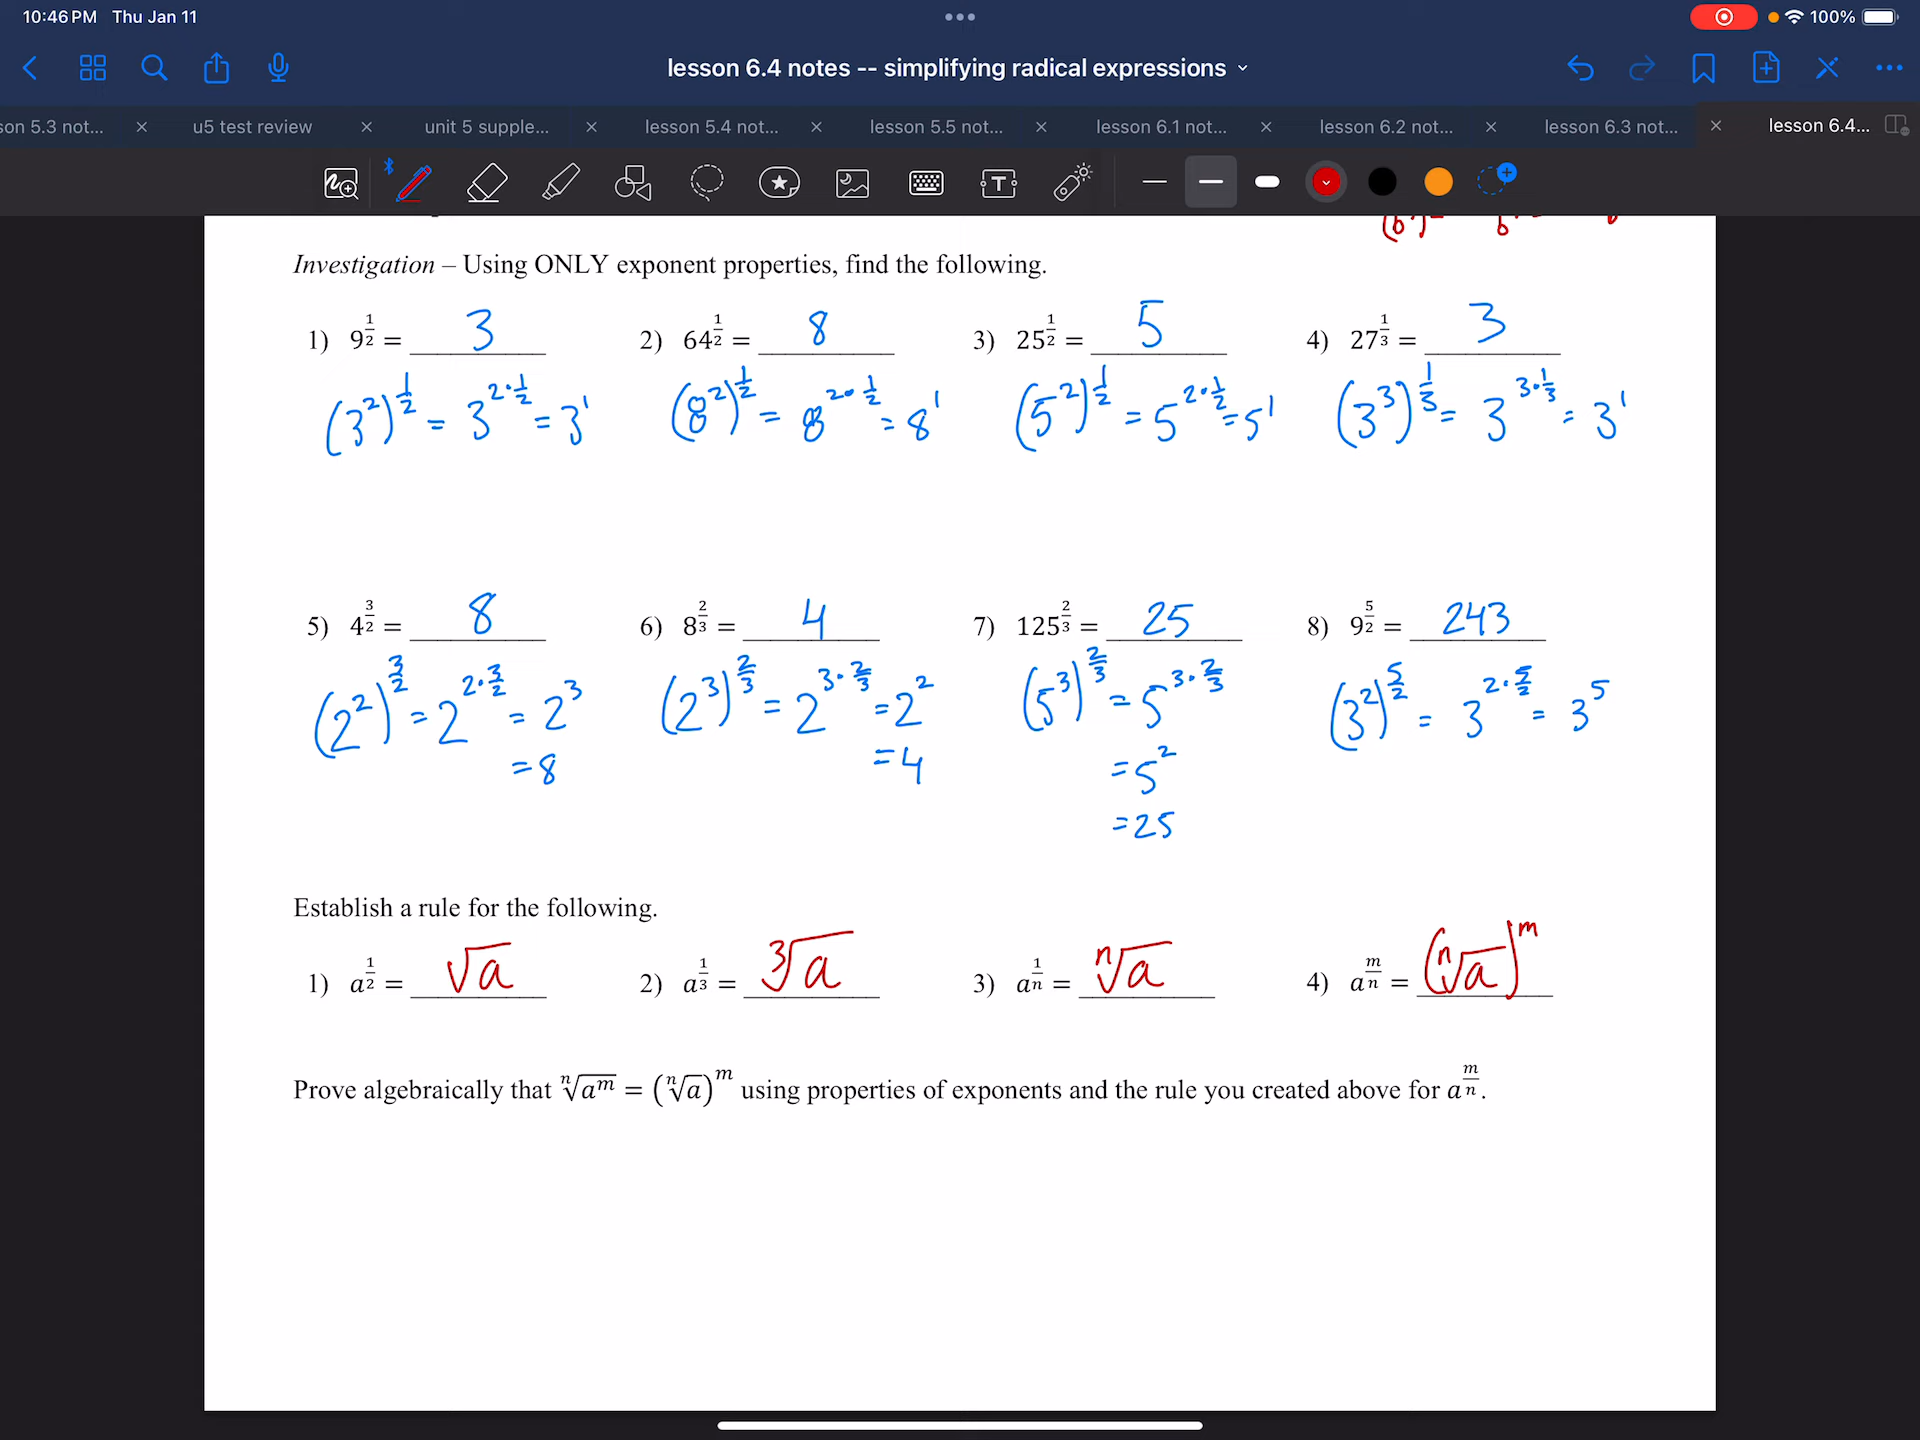 10:46 PM Thu Jan 11 100%
lesson 6.4 notes -- simplifying radical expressions
son 5.3 not... × u5 test review × unit 5 supple... × lesson 5.4 not... × lesson 5.5 not... × lesson 6.1 not... × lesson 6.2 not... × lesson 6.3 not... × lesson 6.4...
Investigation – Using ONLY exponent properties, find the following.
1) 9^(1/2) = 3 2) 64^(1/2) = 8 3) 25^(1/2) = 5 4) 27^(1/3) = 3
(3²)^(1/2) = 3^(2·1/2) = 3¹ (8²)^(1/2) = 8^(2·1/2) = 8¹ (5²)^(1/2) = 5^(2·1/2) = 5¹ (3³)^(1/3) = 3^(3·1/3) = 3¹
5) 4^(3/2) = 8 6) 8^(2/3) = 4 7) 125^(2/3) = 25 8) 9^(5/2) = 243
(2²)^(3/2) = 2^(2·3/2) = 2³ (2³)^(2/3) = 2^(3·2/3) = 2² (5³)^(2/3) = 5^(3·2/3) (3²)^(5/2) = 3^(2·5/2) = 3⁵
= 8 = 4 = 5²
= 25
Establish a rule for the following.
1) a^(1/2) = √a 2) a^(1/3) = ³√a 3) a^(1/n) = ⁿ√a 4) a^(m/n) = (ⁿ√a)^m
Prove algebraically that ⁿ√(a^m) = (ⁿ√a)^m using properties of exponents and the rule you created above for a^(m/n).